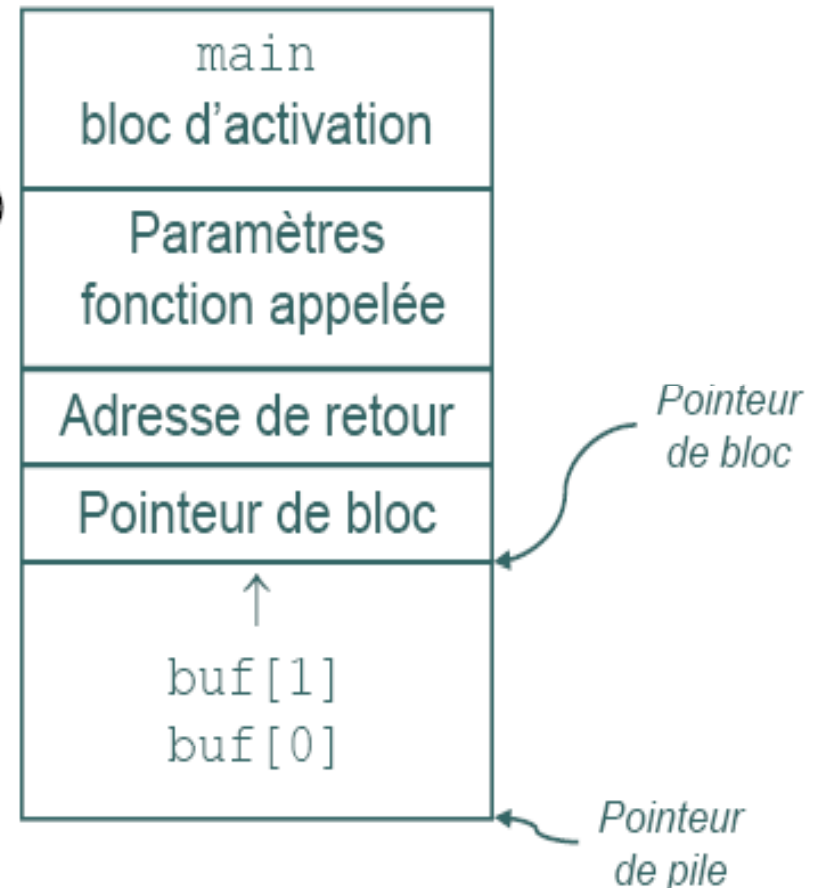 main
bloc d’activation
)
Paramètres
fonction appelée
Adresse de retour
Pointeur
de bloc
Pointeur de bloc
↑
buf[1]
buf[0]
Pointeur
de pile